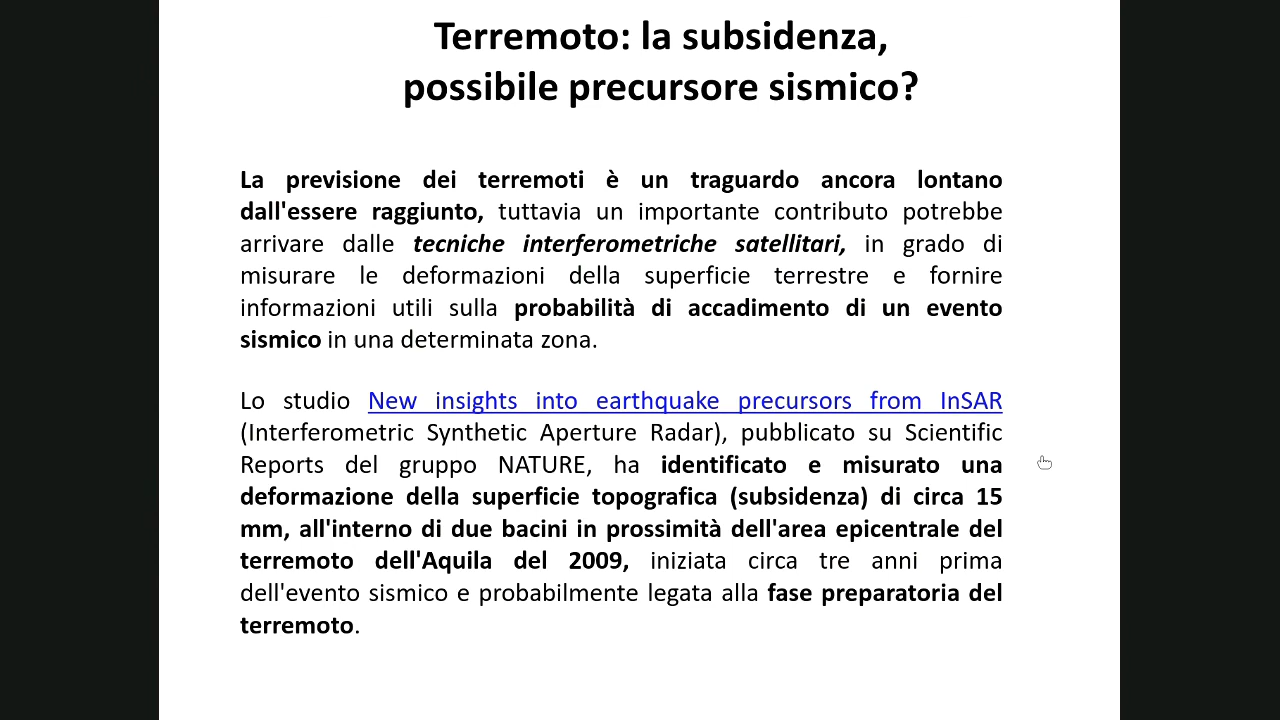 Terremoto: la subsidenza,
possibile precursore sismico?
La previsione dei terremoti è un traguardo ancora lontano
dall'essere raggiunto, tuttavia un importante contributo potrebbe
arrivare dalle tecniche interferometriche satellitari, in grado di
misurare le deformazioni della superficie terrestre e fornire
informazioni utili sulla probabilità di accadimento di un evento
sismico in una determinata zona.
Lo studio New insights into earthquake precursors from InSAR
(Interferometric Synthetic Aperture Radar), pubblicato su Scientific
Reports del gruppo NATURE, ha identificato e misurato una
deformazione della superficie topografica (subsidenza) di circa 15
mm, all'interno di due bacini in prossimità dell'area epicentrale del
terremoto dell'Aquila del 2009, iniziata circa tre anni prima
dell'evento sismico e probabilmente legata alla fase preparatoria del
terremoto.